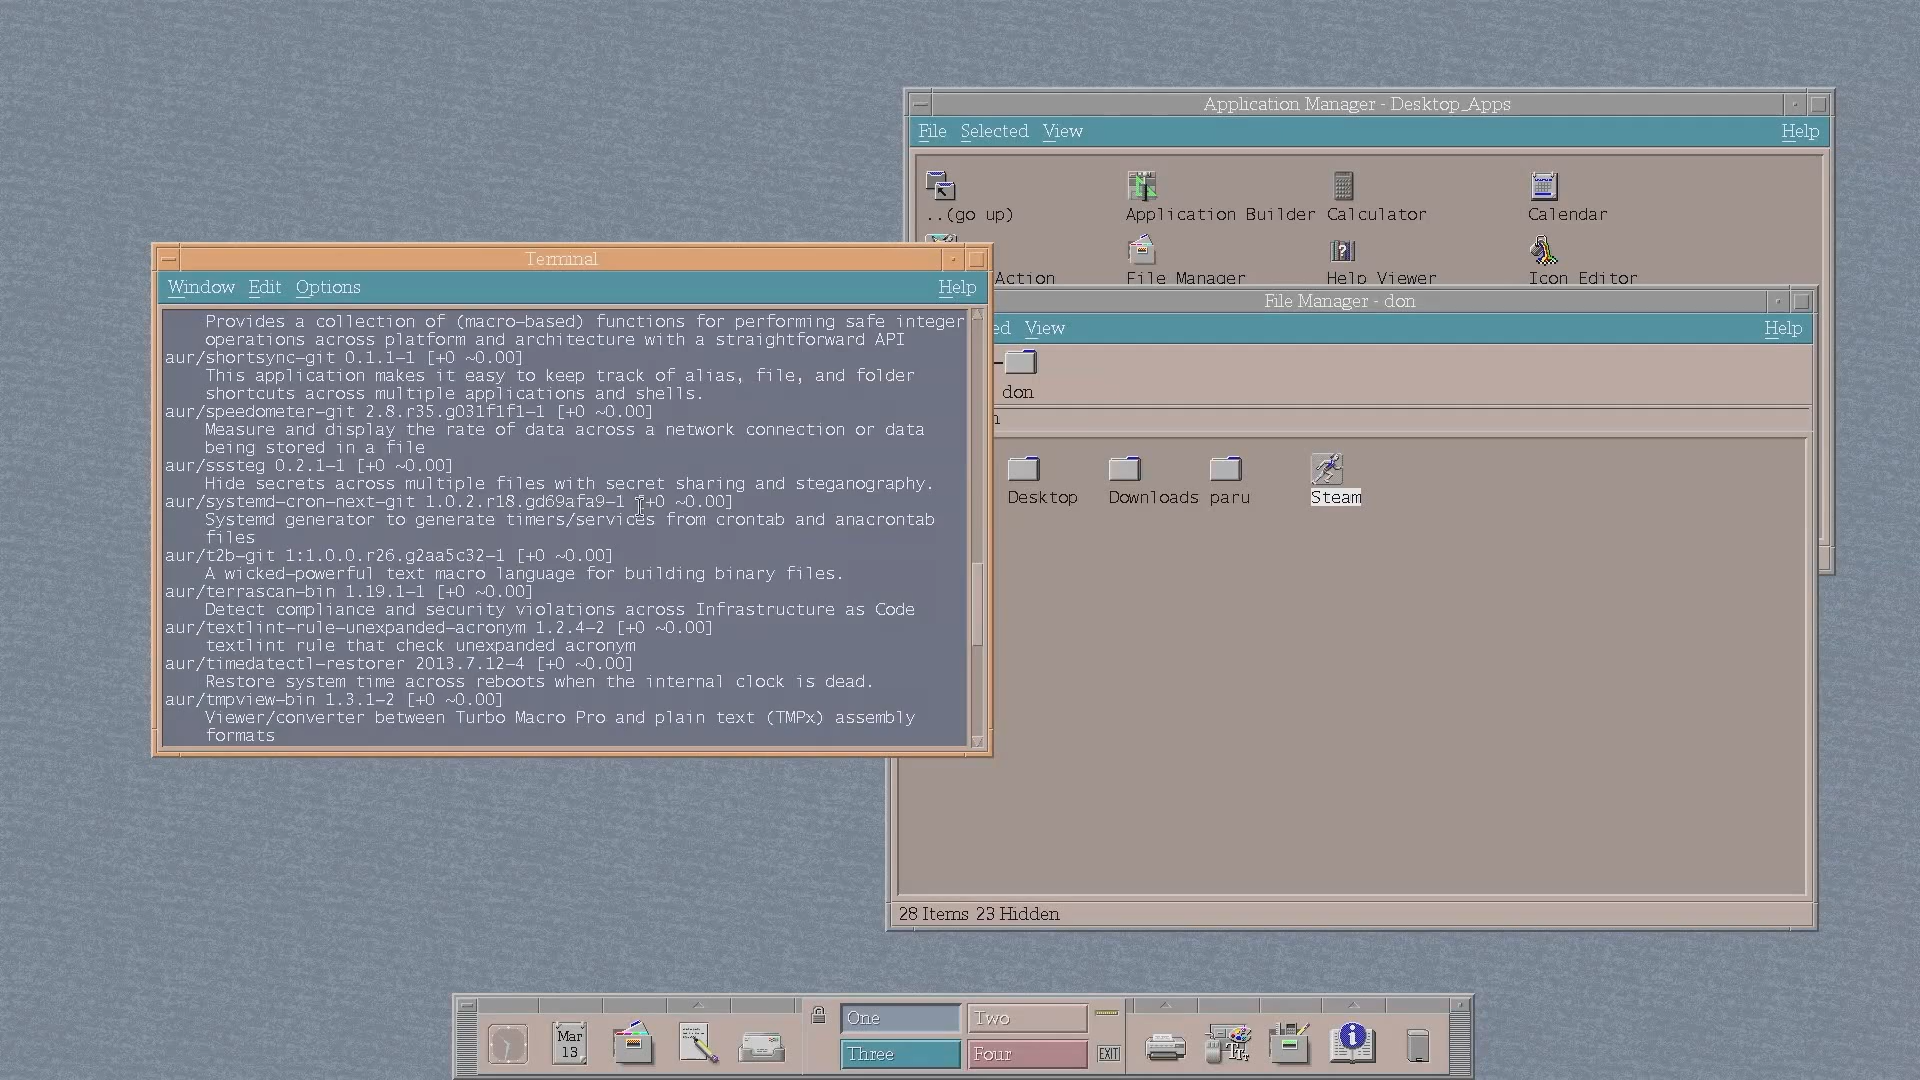 Application Manager - Desktop_Apps
File Selected View Help
..(go up) Application Builder Calculator Calendar
Action File Manager Help Viewer Icon Editor
Terminal
Window Edit Options Help
Provides a collection of (macro-based) functions for performing safe integer
operations across platform and architecture with a straightforward API
aur/shortsync-git 0.1.1-1 [+0 ~0.00]
This application makes it easy to keep track of alias, file, and folder
shortcuts across multiple applications and shells.
aur/speedometer-git 2.8.r35.g031f1f1-1 [+0 ~0.00]
Measure and display the rate of data across a network connection or data
being stored in a file
aur/sssteg 0.2.1-1 [+0 ~0.00]
Hide secrets across multiple files with secret sharing and steganography.
aur/systemd-cron-next-git 1.0.2.r18.gd69afa9-1 [+0 ~0.00]
Systemd generator to generate timers/services from crontab and anacrontab
files
aur/t2b-git 1:1.0.0.r26.g2aa5c32-1 [+0 ~0.00]
A wicked-powerful text macro language for building binary files.
aur/terrascan-bin 1.19.1-1 [+0 ~0.00]
Detect compliance and security violations across Infrastructure as Code
aur/textlint-rule-unexpanded-acronym 1.2.4-2 [+0 ~0.00]
textlint rule that check unexpanded acronym
aur/timedatectl-restorer 2013.7.12-4 [+0 ~0.00]
Restore system time across reboots when the internal clock is dead.
aur/tmpview-bin 1.3.1-2 [+0 ~0.00]
Viewer/converter between Turbo Macro Pro and plain text (TMPx) assembly
formats
File Manager - don
ed View Help
don
n
Desktop Downloads paru Steam
28 Items 23 Hidden
Mar
13
One Two
Three Four
EXIT